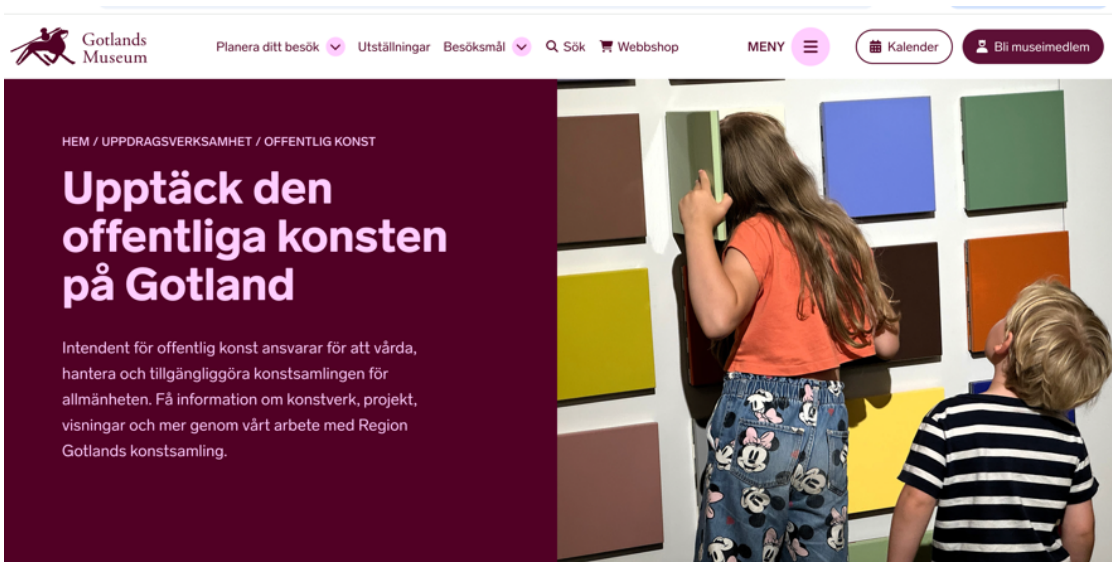 Gotlands
Museum
Planera ditt besök
Utställningar
Besöksmål
Sök
Webbshop
MENY
Kalender
Bli museimedlem
HEM / UPPDRAGSVERKSAMHET / OFFENTLIG KONST
Upptäck den
offentliga konsten
på Gotland
Intendent för offentlig konst ansvarar för att vårda,
hantera och tillgängliggöra konstsamlingen för
allmänheten. Få information om konstverk, projekt,
visningar och mer genom vårt arbete med Region
Gotlands konstsamling.